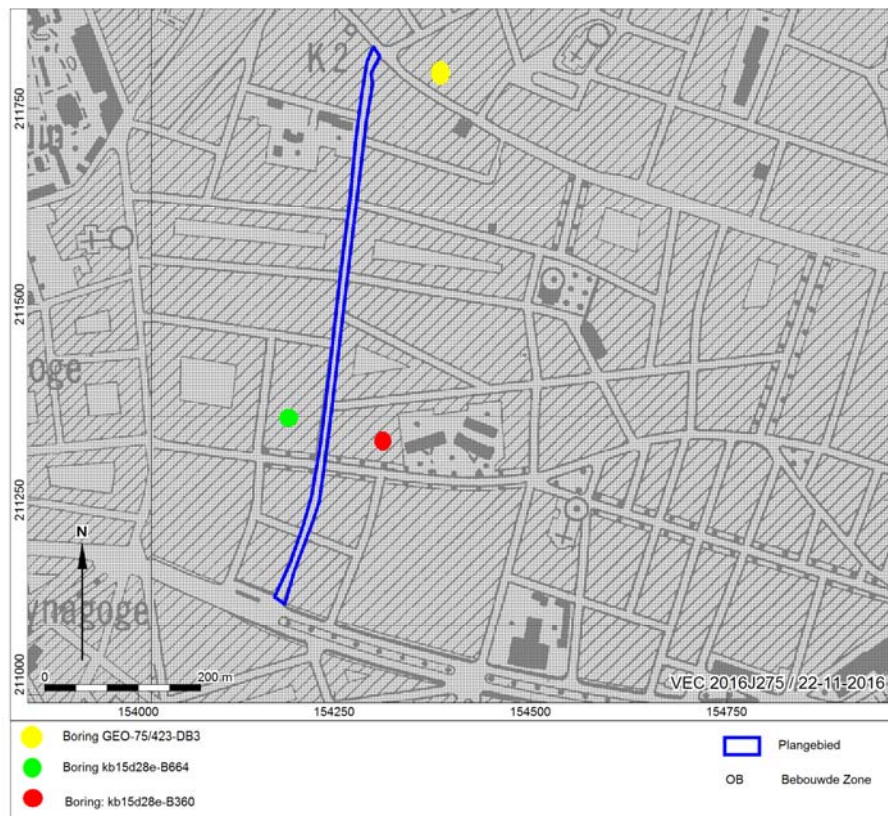 K2
211750
211500
oge
211250
N
ynagoge
211000
0 200 m
VEC 2016J275 / 22-11-2016
154000 154250 154500 154750
Boring GEO-75/423-DB3
Boring kb15d28e-B664
Boring: kb15d28e-B360
Plangebied
OB Bebouwde Zone